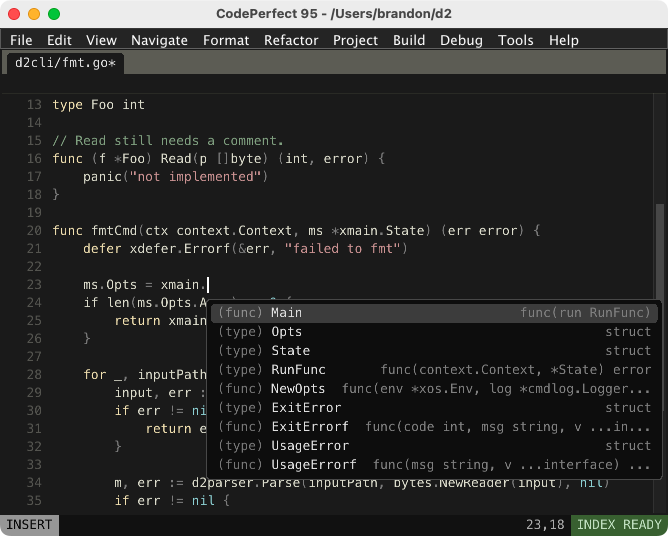 CodePerfect 95 - /Users/brandon/d2
File Edit View Navigate Format Refactor Project Build Debug Tools Help
d2cli/fmt.go*
13 type Foo int
14
15 // Read still needs a comment.
16 func (f *Foo) Read(p []byte) (int, error) {
17     panic("not implemented")
18 }
19
20 func fmtCmd(ctx context.Context, ms *xmain.State) (err error) {
21     defer xdefer.Errorf(&err, "failed to fmt")
22
23     ms.Opts = xmain.
24     if len(ms.Opts.A
25         return xmain
26     }
27
28     for _, inputPath
29         input, err :
30         if err != ni
31             return e
32         }
33
34         m, err := d2parser.Parse(inputPath, bytes.NewReader(input), nil)
35         if err != nil {
(func) Main func(run RunFunc)
(type) Opts struct
(type) State struct
(type) RunFunc func(context.Context, *State) error
(func) NewOpts func(env *xos.Env, log *cmdlog.Logger...
(type) ExitError struct
(func) ExitErrorf func(code int, msg string, v ...in...
(type) UsageError struct
(func) UsageErrorf func(msg string, v ...interface) ...
INSERT 23,18 INDEX READY